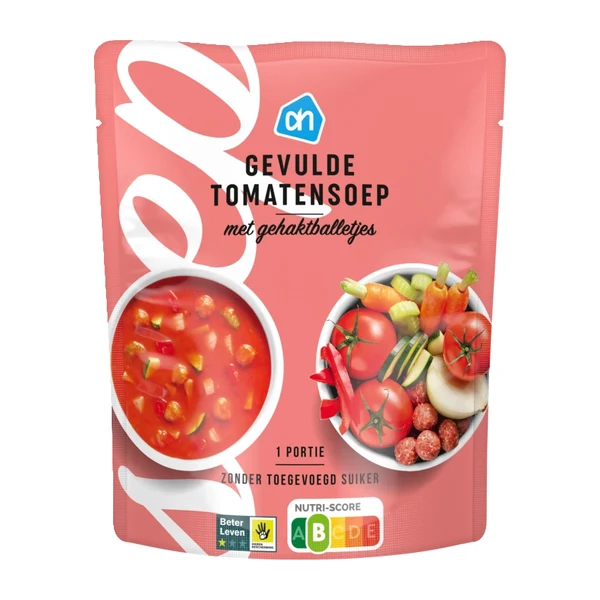 ah
GEVULDE
TOMATENSOEP
met gehaktballetjes
1 PORTIE
ZONDER TOEGEVOEGD SUIKER
Beter
Leven
NUTRI-SCORE
A B C D E